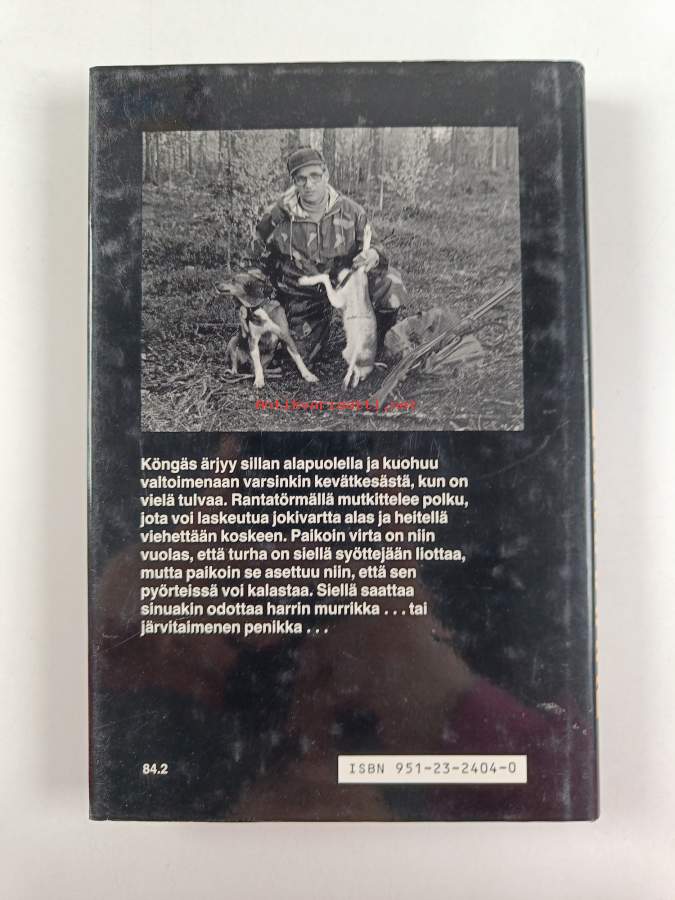 Antikvariaatti.net
Köngäs ärjyy sillan alapuolella ja kuohuu
valtoimenaan varsinkin kevätkesästä, kun on
vielä tulvaa. Rantatörmällä mutkittelee polku,
jota voi laskeutua jokivartta alas ja heitellä
viehettään koskeen. Paikoin virta on niin
vuolas, että turha on siellä syöttejään liottaa,
mutta paikoin se asettuu niin, että sen
pyörteissä voi kalastaa. Siellä saattaa
sinuakin odottaa harrin murrikka . . . tai
järvitaimenen penikka . . .
84.2
ISBN 951-23-2404-0